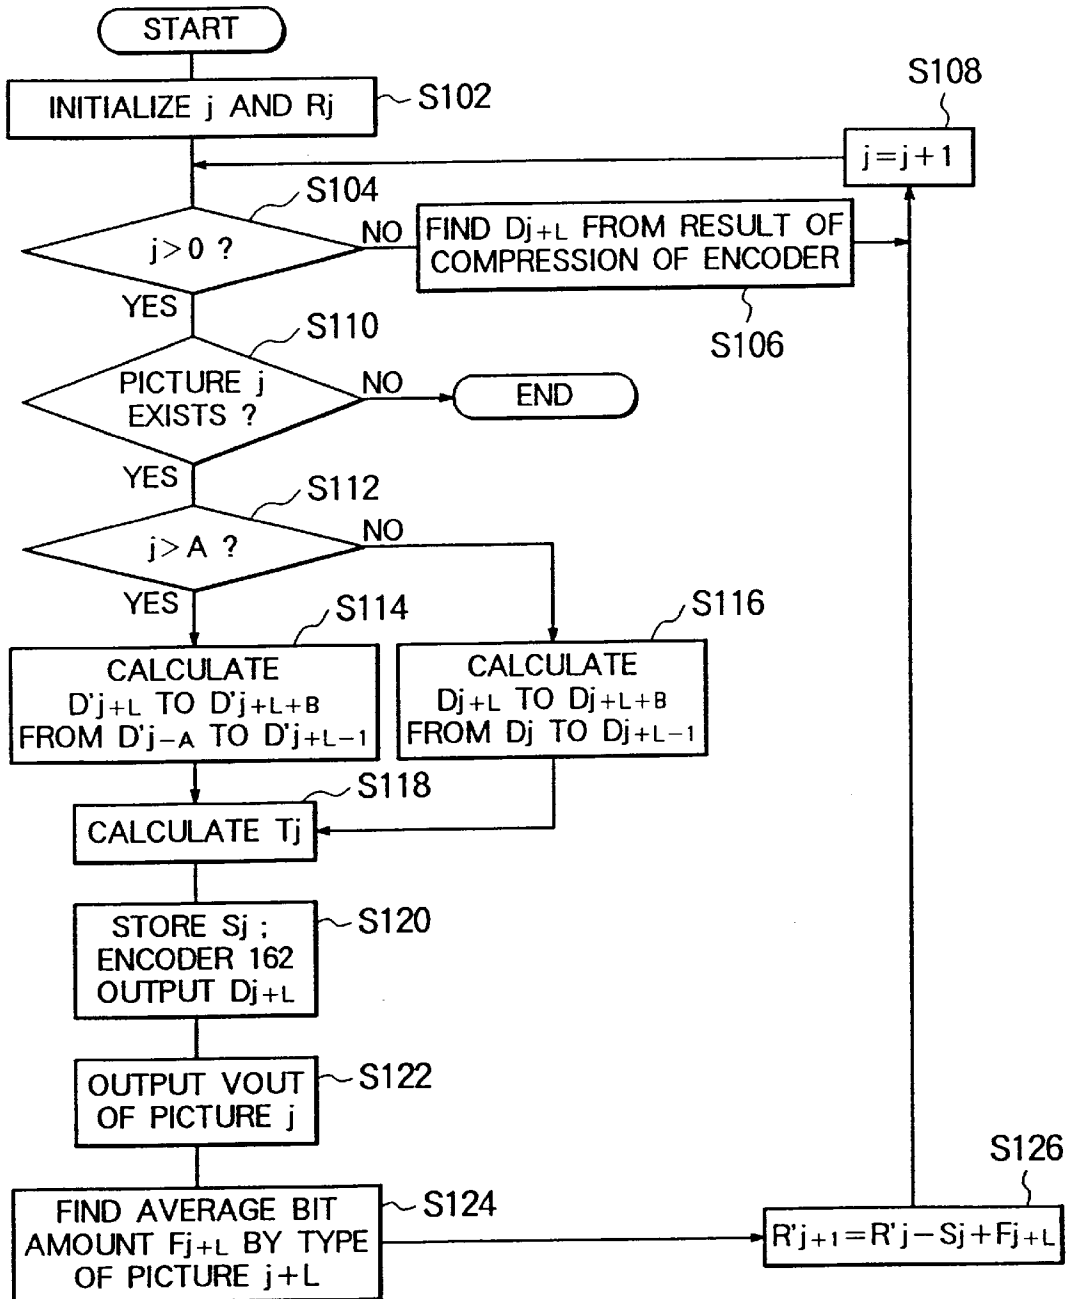 START
INITIALIZE j AND Rj
S102
S108
j=j+1
S104
j>0 ?
NO
FIND Dj+L FROM RESULT OF
COMPRESSION OF ENCODER
S106
YES
S110
PICTURE j
EXISTS ?
NO
END
YES
S112
j>A ?
NO
YES
S114
CALCULATE
D'j+L TO D'j+L+B
FROM D'j-A TO D'j+L-1
S116
CALCULATE
Dj+L TO Dj+L+B
FROM Dj TO Dj+L-1
S118
CALCULATE Tj
S120
STORE Sj ;
ENCODER 162
OUTPUT Dj+L
S122
OUTPUT VOUT
OF PICTURE j
S124
FIND AVERAGE BIT
AMOUNT Fj+L BY TYPE
OF PICTURE j+L
S126
R'j+1=R'j-Sj+Fj+L